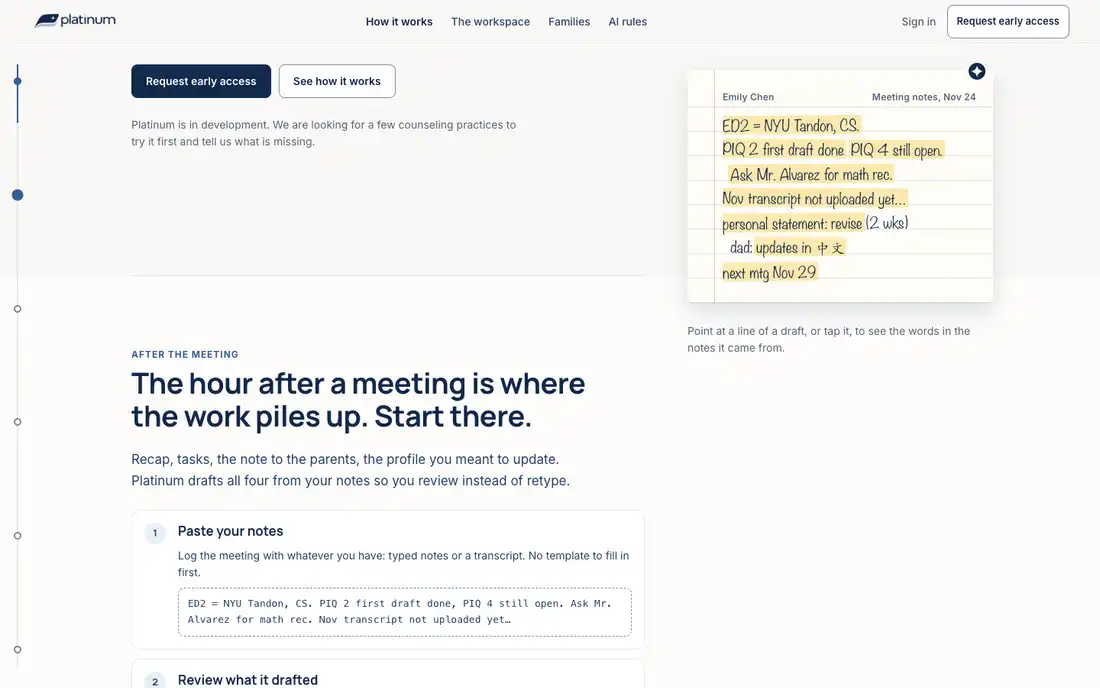 platinum
How it works
The workspace
Families
AI rules
Sign in
Request early access
Request early access
See how it works
Platinum is in development. We are looking for a few counseling practices to
try it first and tell us what is missing.
Emily Chen
Meeting notes, Nov 24
ED2 = NYU Tandon, CS.
PIQ 2 first draft done PIQ 4 still open.
Ask Mr. Alvarez for math rec.
Nov transcript not uploaded yet…
personal statement: revise (2 wks)
dad: updates in 中文
next mtg Nov 29
Point at a line of a draft, or tap it, to see the words in the
notes it came from.
AFTER THE MEETING
The hour after a meeting is where
the work piles up. Start there.
Recap, tasks, the note to the parents, the profile you meant to update.
Platinum drafts all four from your notes so you review instead of retype.
1
Paste your notes
Log the meeting with whatever you have: typed notes or a transcript. No template to fill in
first.
ED2 = NYU Tandon, CS. PIQ 2 first draft done, PIQ 4 still open. Ask Mr.
Alvarez for math rec. Nov transcript not uploaded yet…
2
Review what it drafted